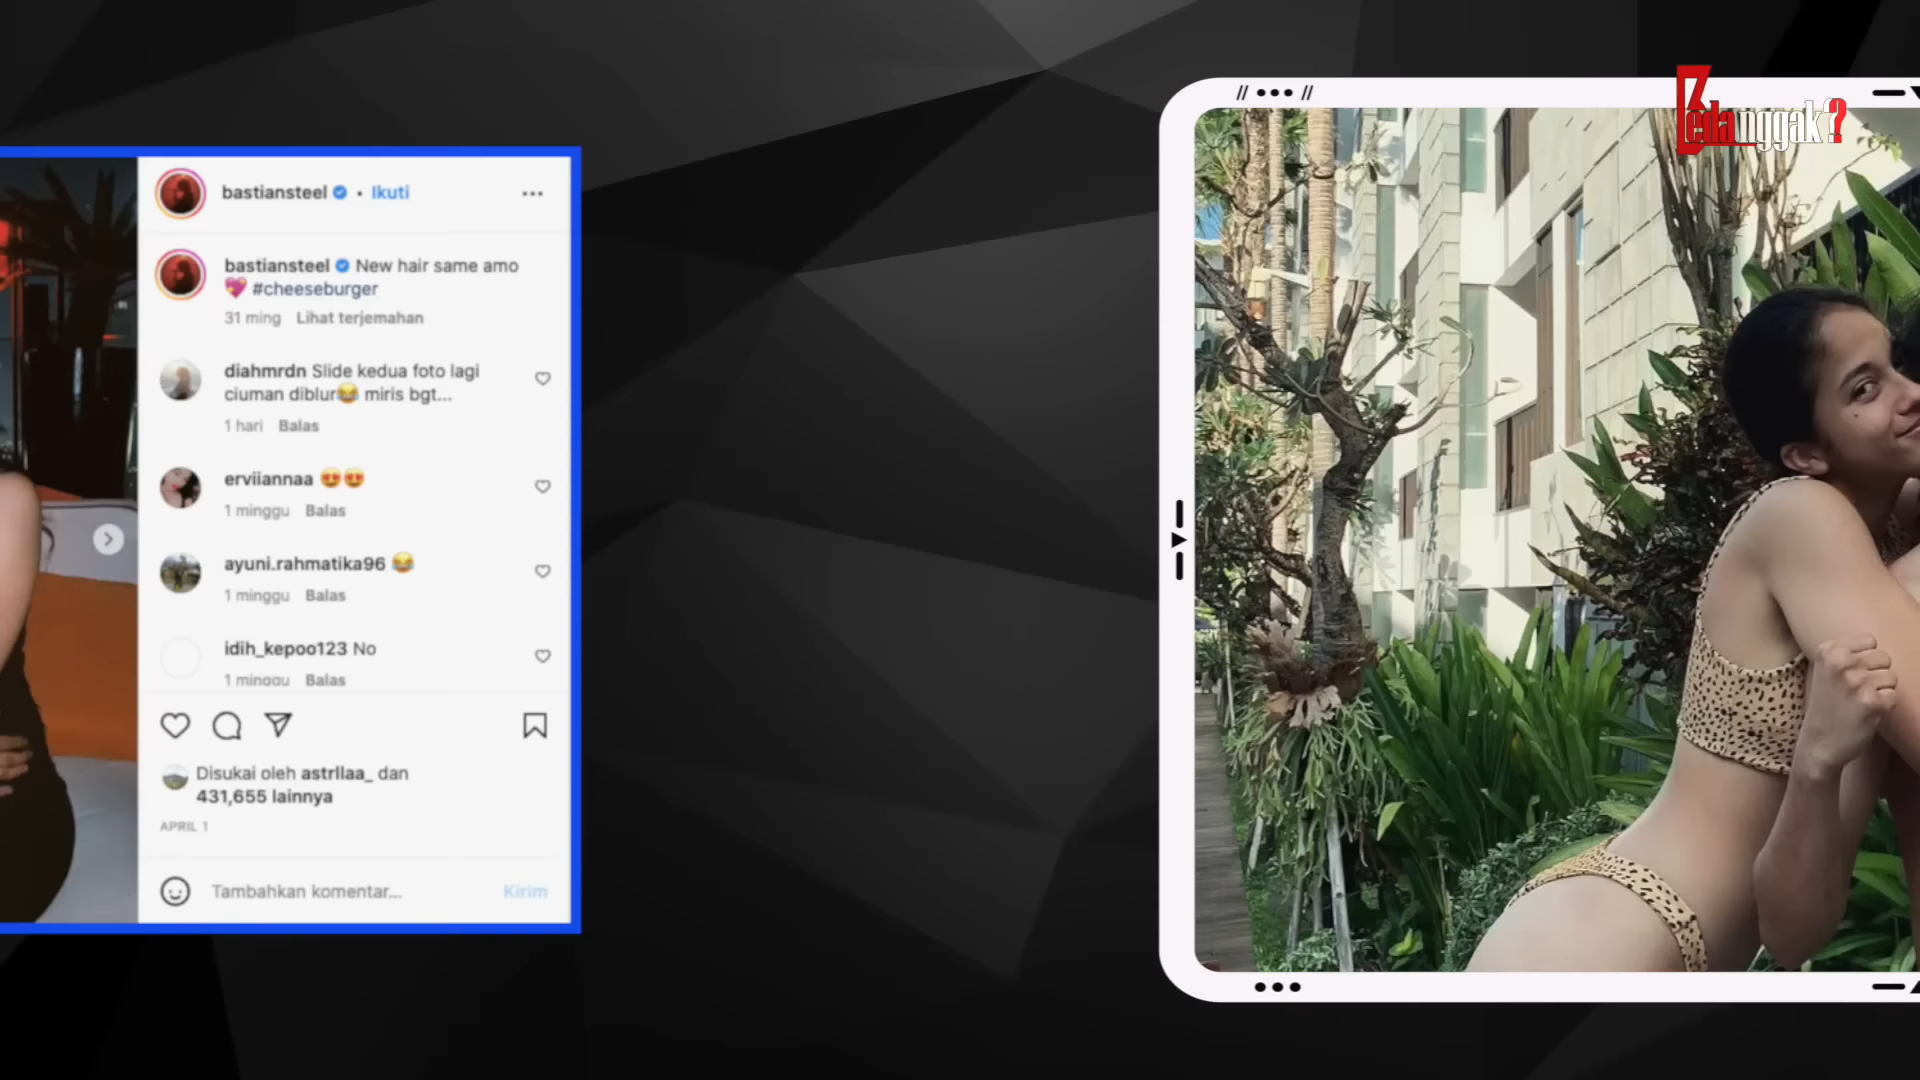 Kedanggak?
bastiansteel • Ikuti
bastiansteel New hair same amo
💖 #cheeseburger
31 ming Lihat terjemahan
diahmrdn Slide kedua foto lagi
ciuman diblur😂 miris bgt...
1 hari Balas
erviiannaa 😍😍
1 minggu Balas
ayuni.rahmatika96 😂
1 minggu Balas
idih_kepoo123 No
1 minggu Balas
Disukai oleh astrllaa_ dan
431,655 lainnya
APRIL 1
Tambahkan komentar...
Kirim